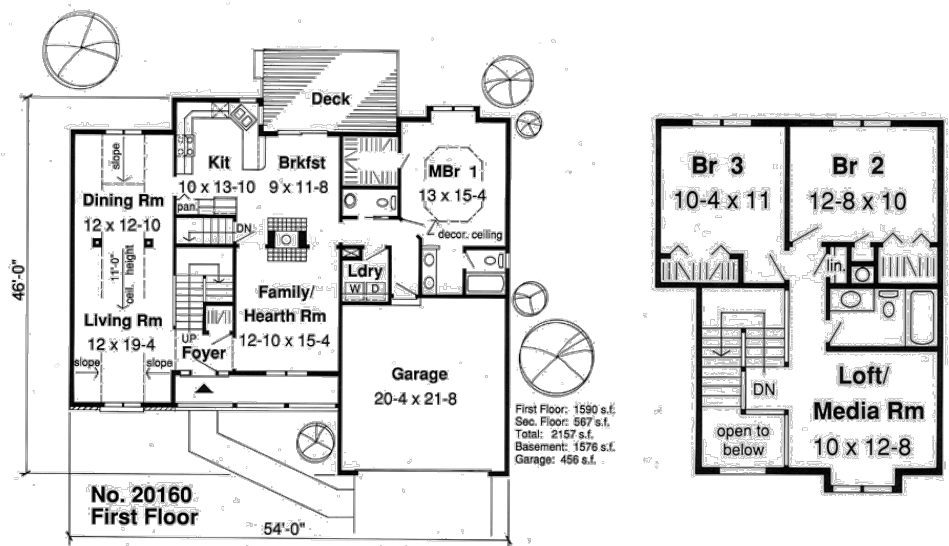 Deck
Kit
10 x 13-10
Brkfst
9 x 11-8
MBr 1
13 x 15-4
decor. ceiling
slope
Dining Rm
12 x 12-10
pan.
DN
11'-0"
ceil. height
Ldry
W D
Living Rm
12 x 19-4
slope
slope
UP
Foyer
Family/
Hearth Rm
12-10 x 15-4
Garage
20-4 x 21-8
46'-0"
54'-0"
First Floor: 1590 s.f.
Sec. Floor: 567 s.f.
Total: 2157 s.f.
Basement: 1576 s.f.
Garage: 456 s.f.
No. 20160
First Floor
Br 3
10-4 x 11
Br 2
12-8 x 10
lin.
DN
open to
below
Loft/
Media Rm
10 x 12-8